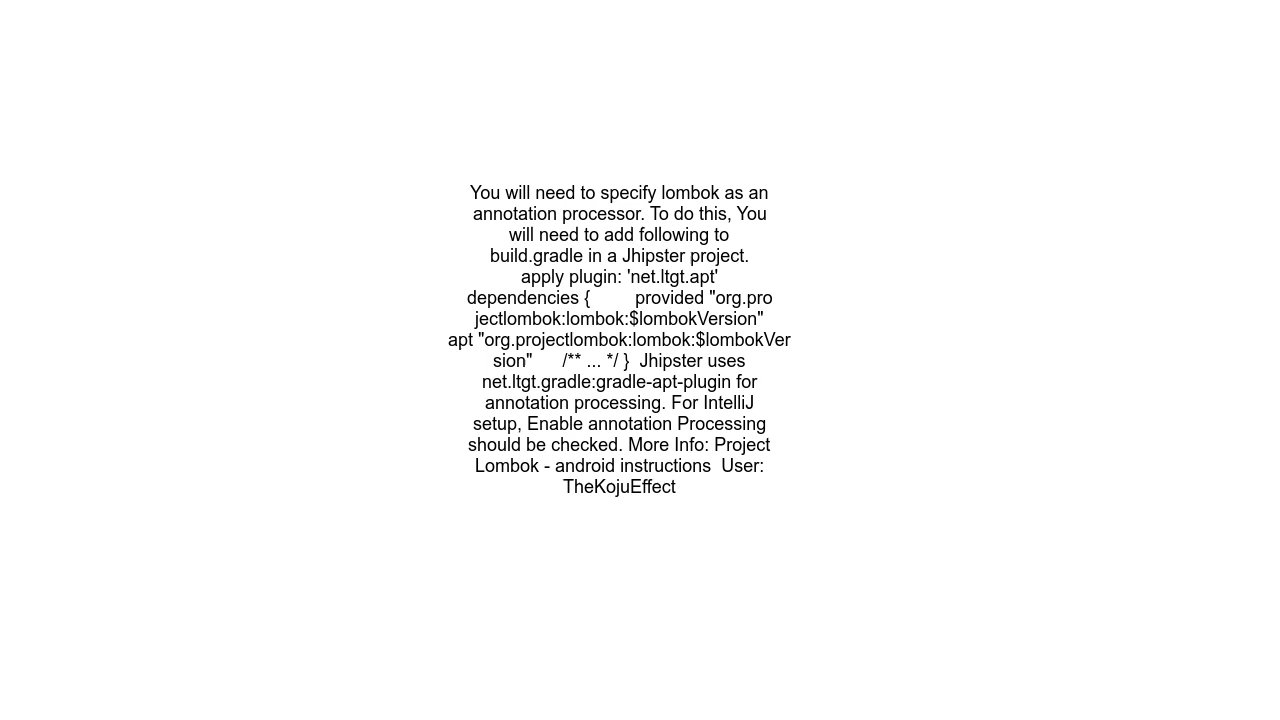 You will need to specify lombok as an
annotation processor. To do this, You
will need to add following to
build.gradle in a Jhipster project.
apply plugin: 'net.ltgt.apt'
dependencies {         provided "org.pro
jectlombok:lombok:$lombokVersion"
apt "org.projectlombok:lombok:$lombokVer
sion"      /** ... */ }  Jhipster uses
net.ltgt.gradle:gradle-apt-plugin for
annotation processing. For IntelliJ
setup, Enable annotation Processing
should be checked. More Info: Project
Lombok - android instructions  User:
TheKojuEffect